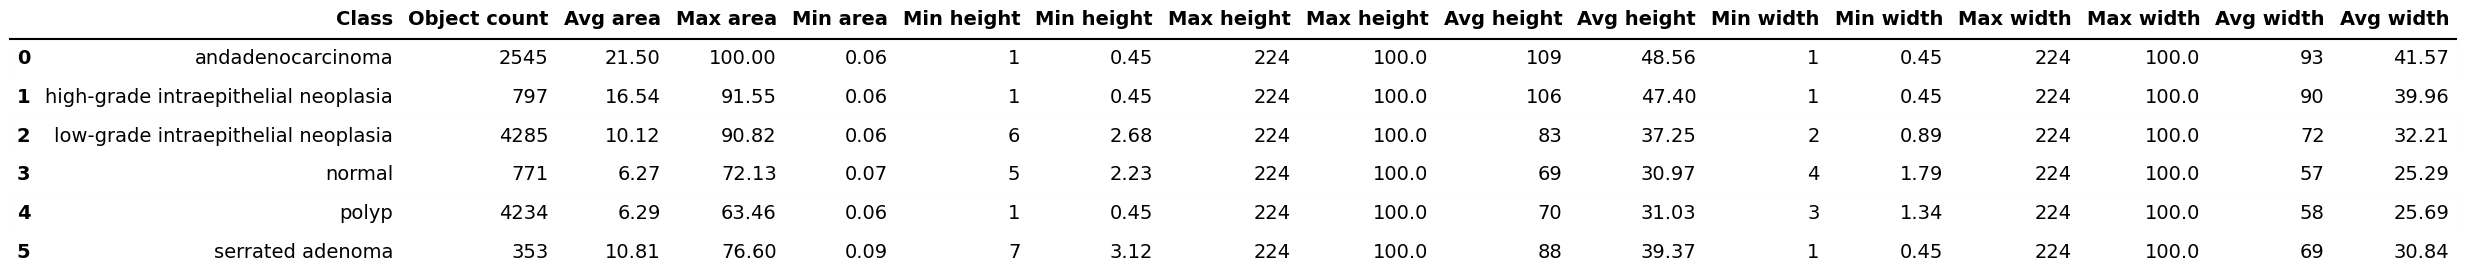 Class Object count Avg area Max area Min area Min height Min height Max height Max height Avg height Avg height Min width Min width Max width Max width Avg width Avg width
0 andadenocarcinoma 2545 21.50 100.00 0.06 1 0.45 224 100.0 109 48.56 1 0.45 224 100.0 93 41.57
1 high-grade intraepithelial neoplasia 797 16.54 91.55 0.06 1 0.45 224 100.0 106 47.40 1 0.45 224 100.0 90 39.96
2 low-grade intraepithelial neoplasia 4285 10.12 90.82 0.06 6 2.68 224 100.0 83 37.25 2 0.89 224 100.0 72 32.21
3 normal 771 6.27 72.13 0.07 5 2.23 224 100.0 69 30.97 4 1.79 224 100.0 57 25.29
4 polyp 4234 6.29 63.46 0.06 1 0.45 224 100.0 70 31.03 3 1.34 224 100.0 58 25.69
5 serrated adenoma 353 10.81 76.60 0.09 7 3.12 224 100.0 88 39.37 1 0.45 224 100.0 69 30.84